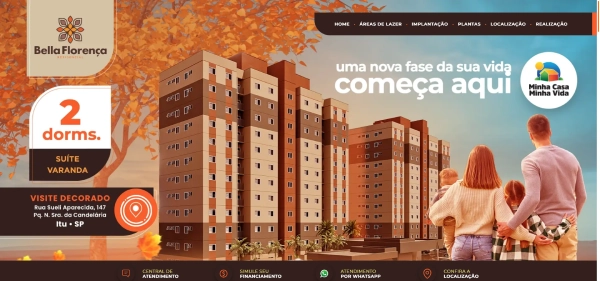 Bella Florença
HOME • ÁREAS DE LAZER • IMPLANTAÇÃO • PLANTAS • LOCALIZAÇÃO • REALIZAÇÃO
uma nova fase da sua vida
começa aqui
Minha Casa
Minha Vida
2
dorms.
SUÍTE
VARANDA
VISITE DECORADO
Rua Sueli Aparecida, 147
Pq. N. Sra. da Candelária
Itu • SP
CENTRAL DE
ATENDIMENTO
SIMULE SEU
FINANCIAMENTO
ATENDIMENTO
POR WHATSAPP
CONFIRA A
LOCALIZAÇÃO